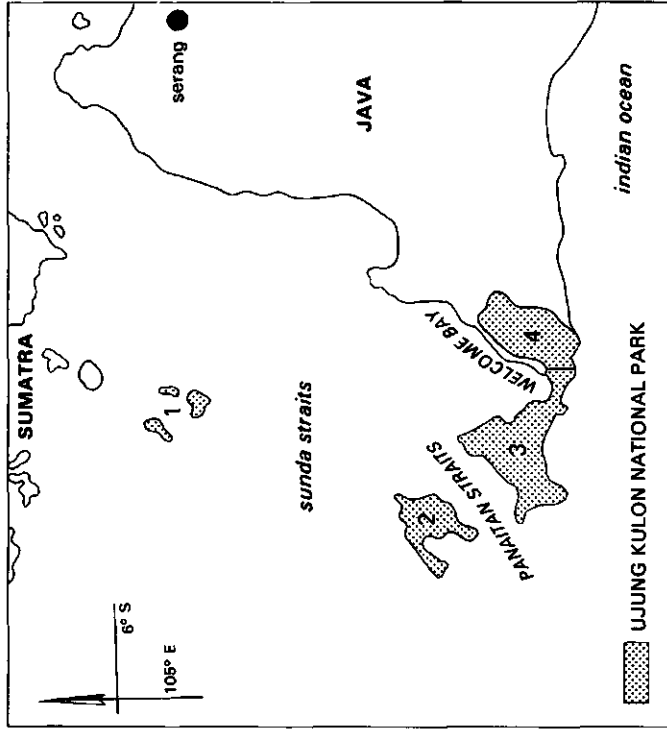 SUMATRA
serang
6° S
105° E
1
sunda straits
JAVA
WELCOME BAY
2
PANAITAN STRAITS
3
4
indian ocean
UJUNG KULON NATIONAL PARK